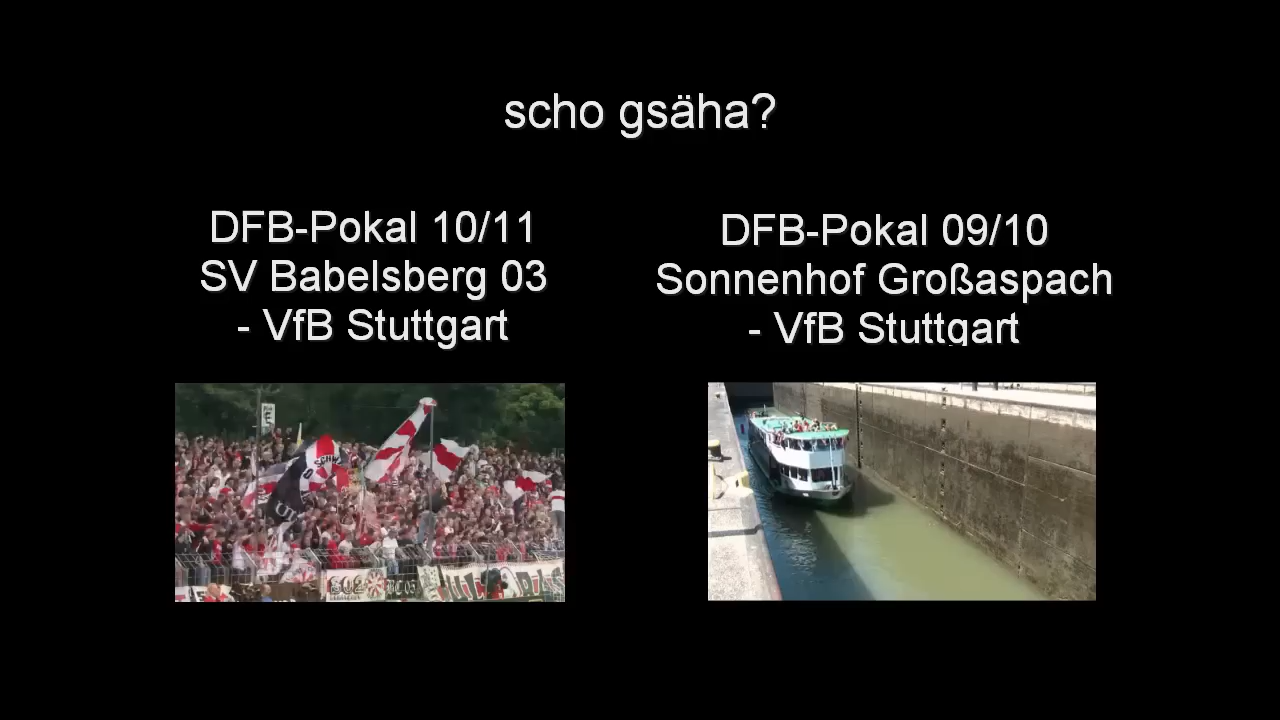 scho gsäha?
DFB-Pokal 10/11
SV Babelsberg 03
- VfB Stuttgart
DFB-Pokal 09/10
Sonnenhof Großaspach
- VfB Stuttgart